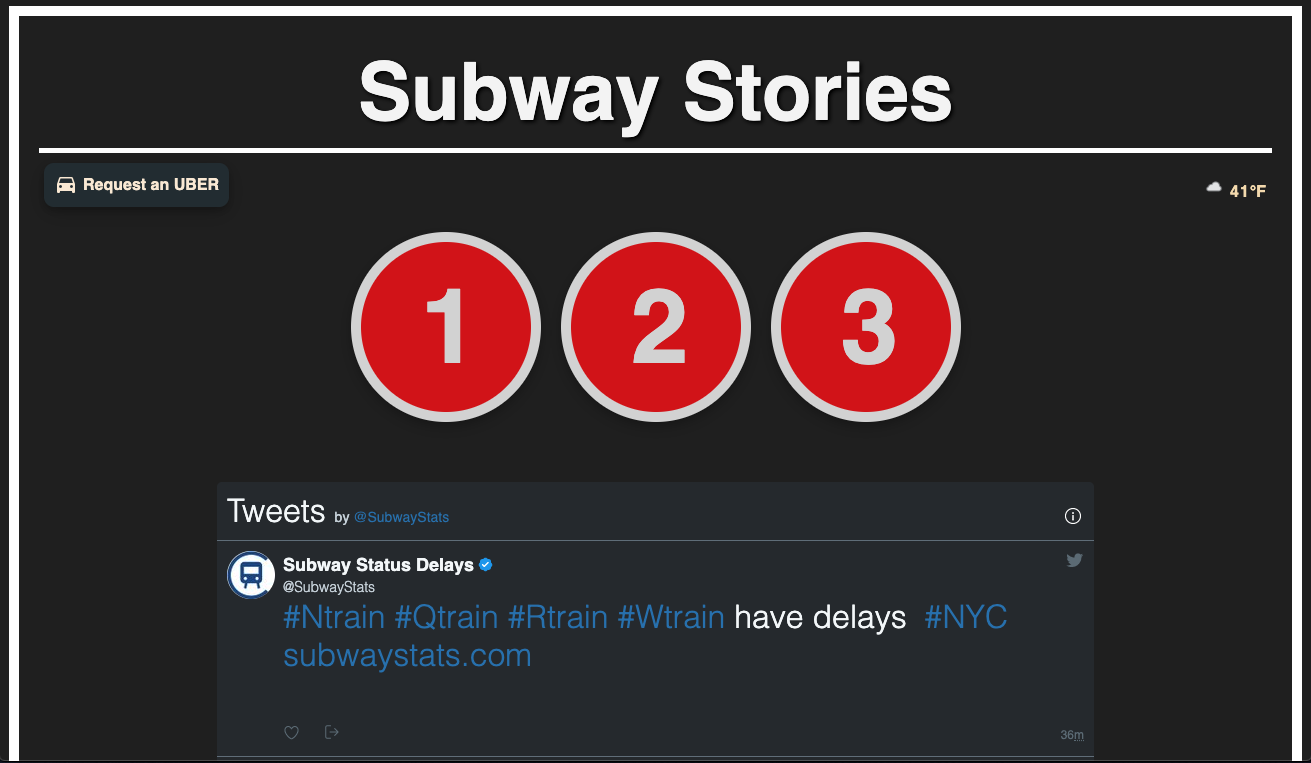 Subway Stories
Request an UBER
41°F
1 2 3
Tweets by @SubwayStats
Subway Status Delays
@SubwayStats
#Ntrain #Qtrain #Rtrain #Wtrain have delays #NYC
subwaystats.com
36m